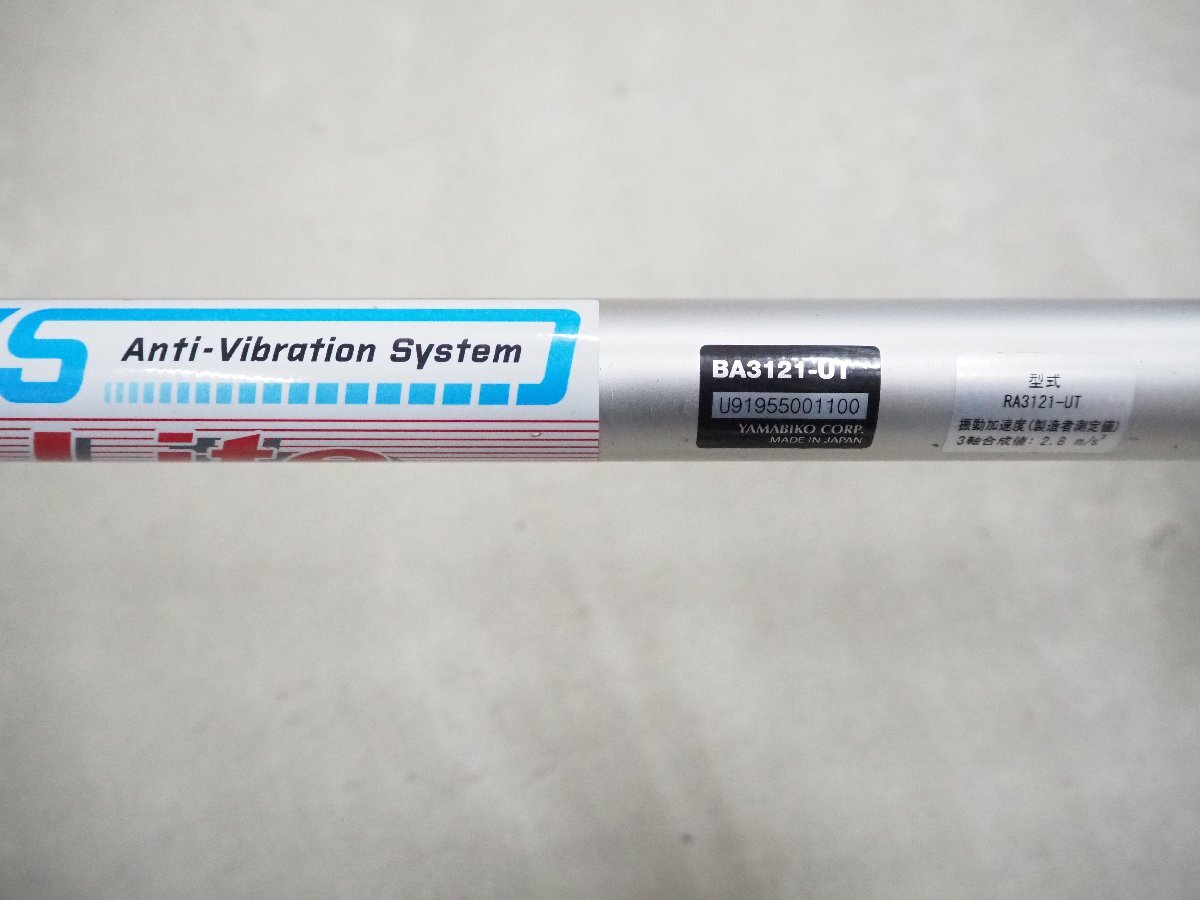 S
Anti-Vibration System
Lite
BA3121-UT
U91955001100
YAMABIKO CORP.
MADE IN JAPAN
型式
RA3121-UT
振動加速度(製造者測定値)
3軸合成値: 2.8 m/s²